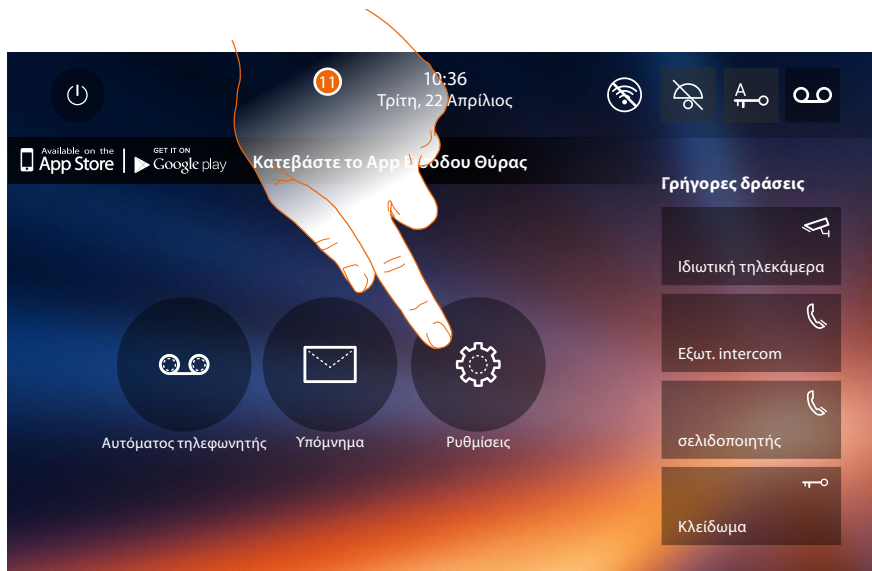 11
10:36
Τρίτη, 22 Απρίλιος
A
Available on the
App Store
GET IT ON
Google play
Κατεβάστε το App
δου Θύρας
Γρήγορες δράσεις
Ιδιωτική τηλεκάμερα
Εξωτ. intercom
σελιδοποιητής
Κλείδωμα
Αυτόματος τηλεφωνητής
Υπόμνημα
Ρυθμίσεις